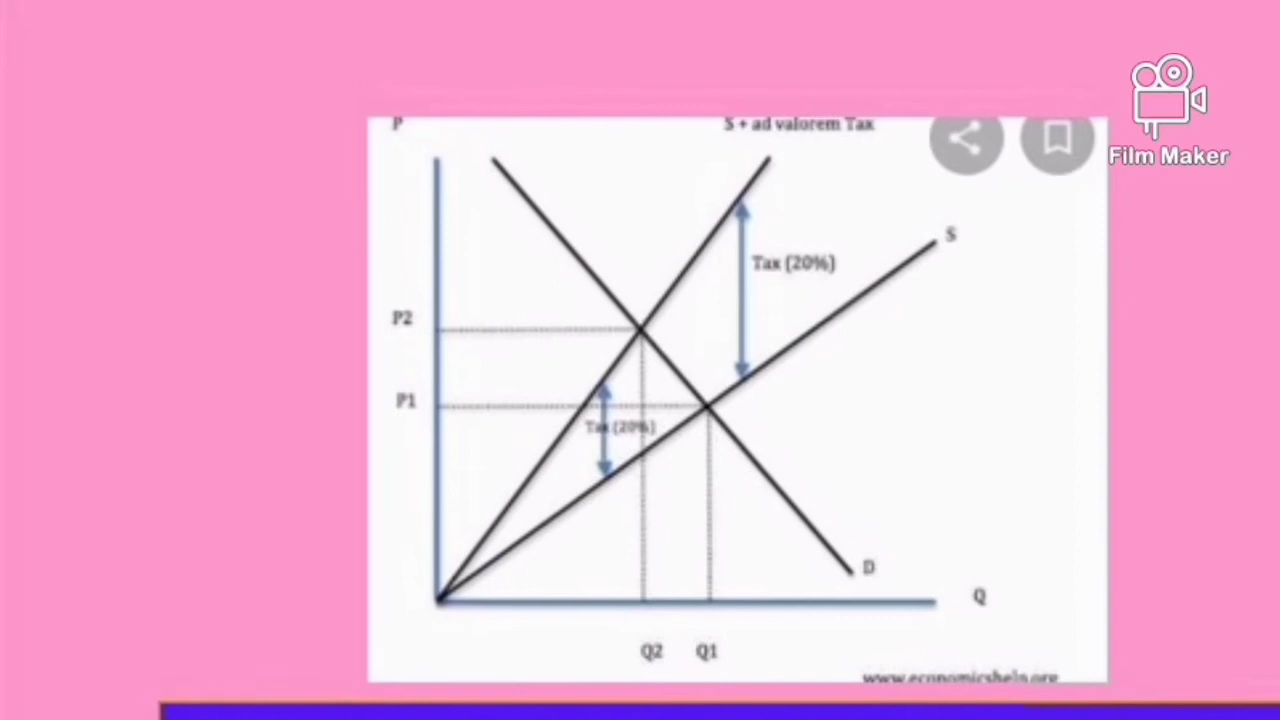 P
S + ad valorem Tax
Film Maker
S
Tax (20%)
P2
P1
Tax (20%)
D
Q
Q2
Q1
www.economicshelp.org